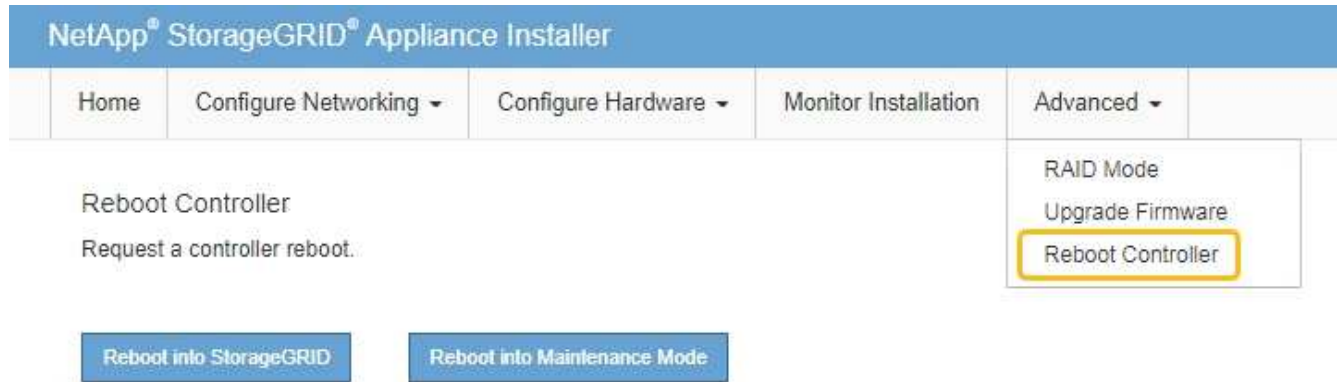 NetApp® StorageGRID® Appliance Installer
Home Configure Networking Configure Hardware Monitor Installation Advanced
RAID Mode
Upgrade Firmware
Reboot Controller
Reboot Controller
Request a controller reboot.
Reboot into StorageGRID Reboot into Maintenance Mode